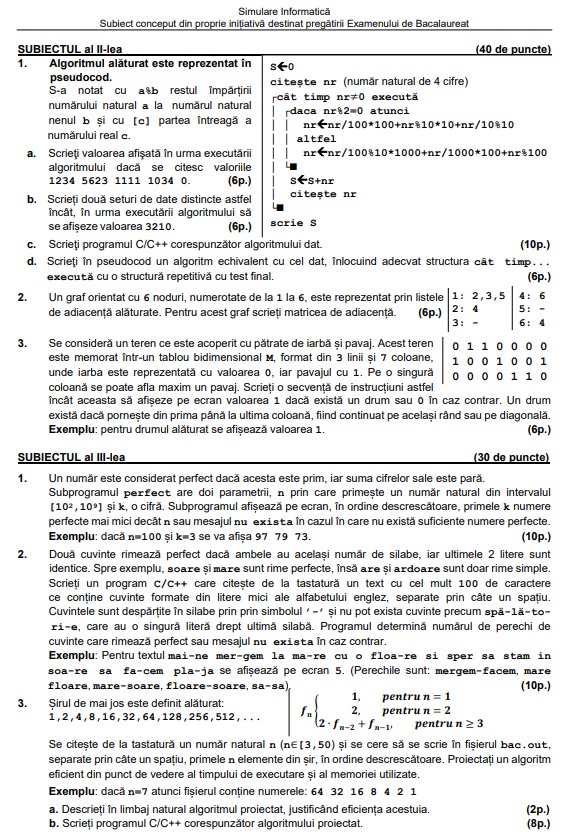 Simulare Informatică
Subiect conceput din proprie inițiativă destinat pregătirii Examenului de Bacalaureat
SUBIECTUL al II-lea (40 de puncte)
1. Algoritmul alăturat este reprezentat în
pseudocod.
S-a notat cu a%b restul împărțirii
numărului natural a la numărul natural
nenul b și cu [c] partea întreagă a
numărului real c.
a. Scrieţi valoarea afişată în urma executării
algoritmului dacă se citesc valoriile
1234 5623 1111 1034 0. (6p.)
b. Scrieți două seturi de date distincte astfel
încât, în urma executării algoritmului să
se afișeze valoarea 3210. (6p.)
S←0
citește nr (număr natural de 4 cifre)
┌cât timp nr≠0 execută
│ ┌daca nr%2=0 atunci
│ │ nr←nr/100*100+nr%10*10+nr/10%10
│ │ altfel
│ │ nr←nr/100%10*1000+nr/1000*100+nr%100
│ └■
│ S←S+nr
│ citește nr
└■
scrie S
c. Scrieţi programul C/C++ corespunzător algoritmului dat. (10p.)
d. Scrieţi în pseudocod un algoritm echivalent cu cel dat, înlocuind adecvat structura cât timp...
execută cu o structură repetitivă cu test final. (6p.)
2. Un graf orientat cu 6 noduri, numerotate de la 1 la 6, este reprezentat prin listele
de adiacență alăturate. Pentru acest graf scrieți matricea de adiacență. (6p.)
1: 2,3,5 4: 6
2: 4 5: -
3: - 6: 4
3. Se consideră un teren ce este acoperit cu pătrate de iarbă și pavaj. Acest teren
este memorat într-un tablou bidimensional M, format din 3 linii și 7 coloane,
unde iarba este reprezentată cu valoarea 0, iar pavajul cu 1. Pe o singură
coloană se poate afla maxim un pavaj. Scrieți o secvență de instrucțiuni astfel
0 1 1 0 0 0 0
1 0 0 1 0 0 1
0 0 0 0 1 1 0
încât aceasta să afișeze pe ecran valoarea 1 dacă există un drum sau 0 în caz contrar. Un drum
există dacă pornește din prima până la ultima coloană, fiind continuat pe același rând sau pe diagonală.
Exemplu: pentru drumul alăturat se afișează valoarea 1. (6p.)
SUBIECTUL al III-lea (30 de puncte)
1. Un număr este considerat perfect dacă acesta este prim, iar suma cifrelor sale este pară.
Subprogramul perfect are doi parametrii, n prin care primește un număr natural din intervalul
[10²,10⁹] și k, o cifră. Subprogramul afișează pe ecran, în ordine descrescătoare, primele k numere
perfecte mai mici decât n sau mesajul nu exista în cazul în care nu există suficiente numere perfecte.
Exemplu: dacă n=100 și k=3 se va afișa 97 79 73. (10p.)
2. Două cuvinte rimează perfect dacă ambele au același număr de silabe, iar ultimele 2 litere sunt
identice. Spre exemplu, soare și mare sunt rime perfecte, însă are și ardoare sunt doar rime simple.
Scrieți un program C/C++ care citește de la tastatură un text cu cel mult 100 de caractere
ce conține cuvinte formate din litere mici ale alfabetului englez, separate prin câte un spațiu.
Cuvintele sunt despărțite în silabe prin prin simbolul '-' și nu pot exista cuvinte precum spă-lă-to-
ri-e, care au o singură literă drept ultimă silabă. Programul determină numărul de perechi de
cuvinte care rimează perfect sau mesajul nu exista în caz contrar.
Exemplu: Pentru textul mai-ne mer-gem la ma-re cu o floa-re si sper sa stam in
soa-re sa fa-cem pla-ja se afișează pe ecran 5. (Perechile sunt: mergem-facem, mare
floare, mare-soare, floare-soare, sa-sa) (10p.)
3. Șirul de mai jos este definit alăturat:
1,2,4,8,16,32,64,128,256,512,...
fₙ { 1, pentru n = 1
2, pentru n = 2
2 · fₙ₋₂ + fₙ₋₁, pentru n ≥ 3
Se citește de la tastatură un număr natural n (n∈[3,50) și se cere să se scrie în fișierul bac.out,
separate prin câte un spațiu, primele n elemente din șir, în ordine descrescătoare. Proiectați un algoritm
eficient din punct de vedere al timpului de executare și al memoriei utilizate.
Exemplu: dacă n=7 atunci fișierul conține numerele: 64 32 16 8 4 2 1
a. Descrieți în limbaj natural algoritmul proiectat, justificând eficiența acestuia. (2p.)
b. Scrieți programul C/C++ corespunzător algoritmului proiectat. (8p.)